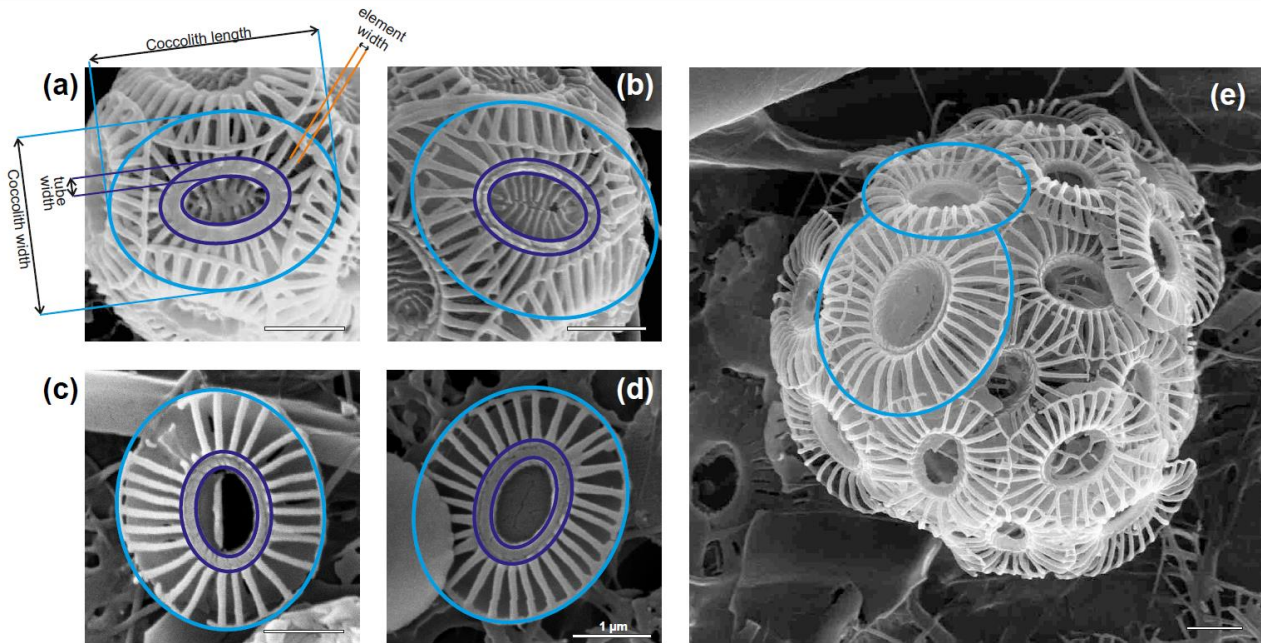 Coccolith length
element
width
(a)
(b)
(e)
Coccolith width
tube
width
(c)
(d)
1 µm